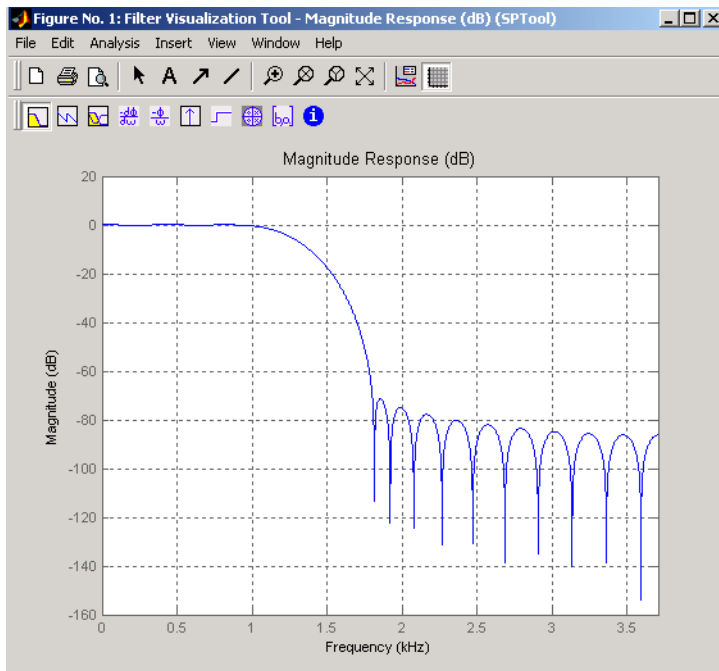 Figure No. 1: Filter Visualization Tool - Magnitude Response (dB) (SPTool)
File Edit Analysis Insert View Window Help
A
[b,a]
i
Magnitude Response (dB)
20
0
-20
-40
-60
-80
-100
-120
-140
-160
Magnitude (dB)
0 0.5 1 1.5 2 2.5 3 3.5
Frequency (kHz)